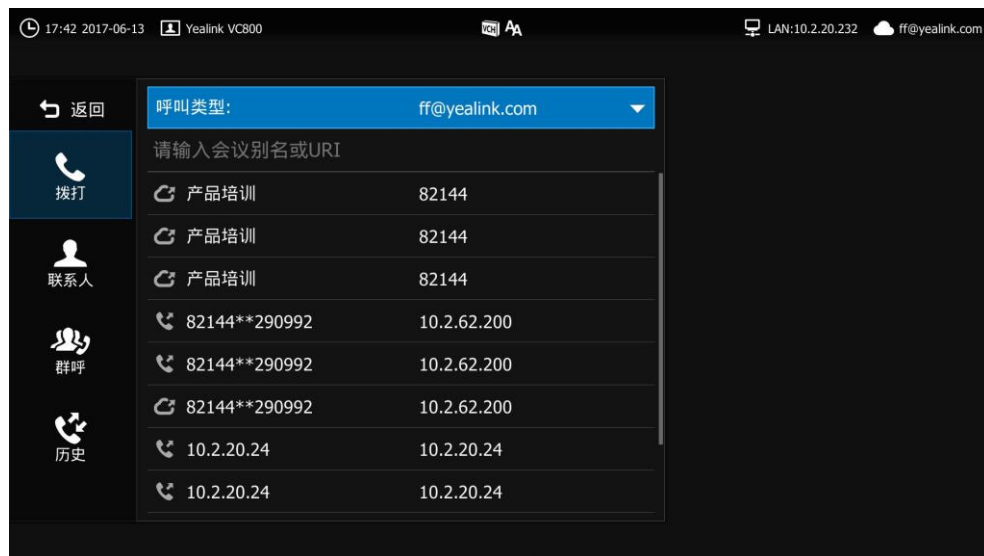 17:42 2017-06-13 Yealink VC800 VCH AA LAN:10.2.20.232 ff@yealink.com
返回
拨打
联系人
群呼
历史
呼叫类型: ff@yealink.com
请输入会议别名或URI
产品培训 82144
产品培训 82144
产品培训 82144
82144**290992 10.2.62.200
82144**290992 10.2.62.200
82144**290992 10.2.62.200
10.2.20.24 10.2.20.24
10.2.20.24 10.2.20.24